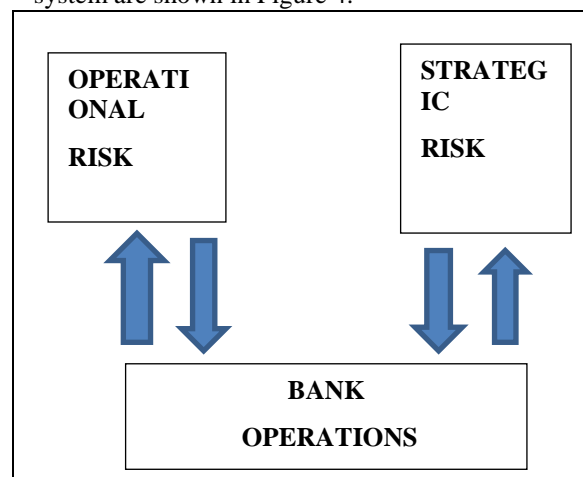 system are shown in Figure 4.
OPERATI
ONAL
RISK
STRATEG
IC
RISK
BANK
OPERATIONS